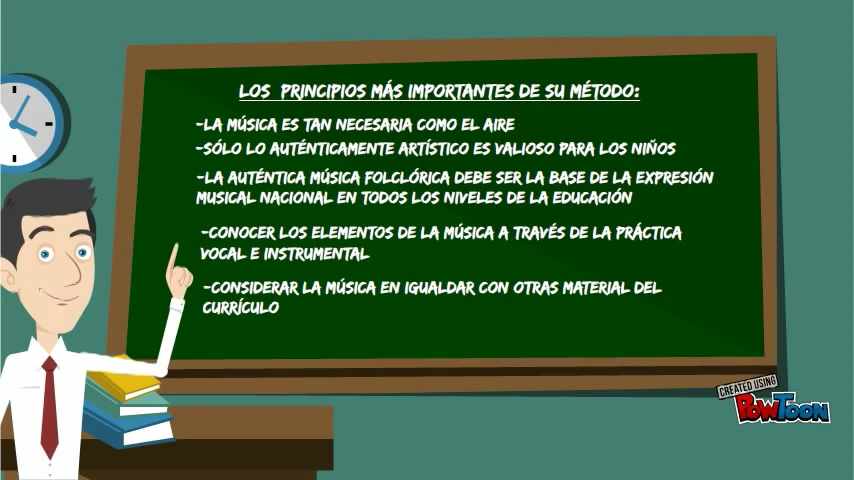 LOS PRINCIPIOS MÁS IMPORTANTES DE SU MÉTODO:
-LA MÚSICA ES TAN NECESARIA COMO EL AIRE
-SÓLO LO AUTÉNTICAMENTE ARTÍSTICO ES VALIOSO PARA LOS NIÑOS
-LA AUTÉNTICA MÚSICA FOLCLÓRICA DEBE SER LA BASE DE LA EXPRESIÓN
MUSICAL NACIONAL EN TODOS LOS NIVELES DE LA EDUCACIÓN
-CONOCER LOS ELEMENTOS DE LA MÚSICA A TRAVÉS DE LA PRÁCTICA
VOCAL E INSTRUMENTAL
-CONSIDERAR LA MÚSICA EN IGUALDAR CON OTRAS MATERIAL DEL
CURRÍCULO
CREATED USING
POWTOON